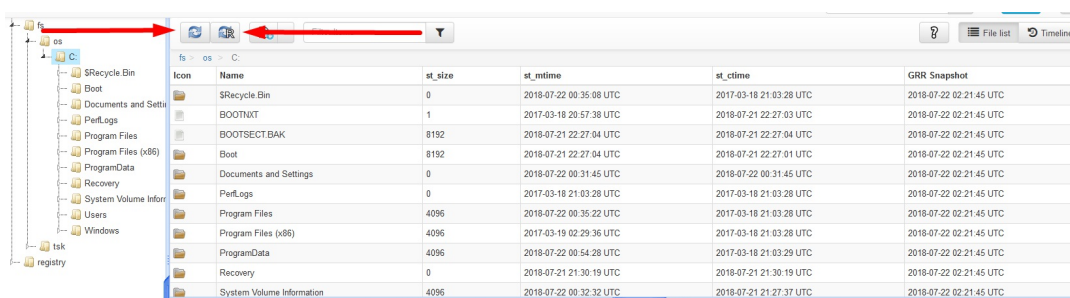 fs
os
C:
$Recycle.Bin
Boot
Documents and Setti
PerfLogs
Program Files
Program Files (x86)
ProgramData
Recovery
System Volume Inforr
Users
Windows
tsk
registry
? File list Timeline
fs > os > C:
Icon Name st_size st_mtime st_ctime GRR Snapshot
$Recycle.Bin 0 2018-07-22 00:35:08 UTC 2017-03-18 21:03:28 UTC 2018-07-22 02:21:45 UTC
BOOTNXT 1 2017-03-18 20:57:38 UTC 2018-07-21 22:27:03 UTC 2018-07-22 02:21:45 UTC
BOOTSECT.BAK 8192 2018-07-21 22:27:04 UTC 2018-07-21 22:27:04 UTC 2018-07-22 02:21:45 UTC
Boot 8192 2018-07-21 22:27:04 UTC 2018-07-21 22:27:01 UTC 2018-07-22 02:21:45 UTC
Documents and Settings 0 2018-07-22 00:31:45 UTC 2018-07-22 00:31:45 UTC 2018-07-22 02:21:45 UTC
PerfLogs 0 2017-03-18 21:03:28 UTC 2017-03-18 21:03:28 UTC 2018-07-22 02:21:45 UTC
Program Files 4096 2018-07-22 00:35:22 UTC 2017-03-18 21:03:28 UTC 2018-07-22 02:21:45 UTC
Program Files (x86) 4096 2017-03-19 02:29:36 UTC 2017-03-18 21:03:28 UTC 2018-07-22 02:21:45 UTC
ProgramData 4096 2018-07-22 00:54:28 UTC 2017-03-18 21:03:29 UTC 2018-07-22 02:21:45 UTC
Recovery 0 2018-07-21 21:30:19 UTC 2018-07-21 21:30:19 UTC 2018-07-22 02:21:45 UTC
System Volume Information 4096 2018-07-22 00:32:32 UTC 2018-07-21 21:27:37 UTC 2018-07-22 02:21:45 UTC